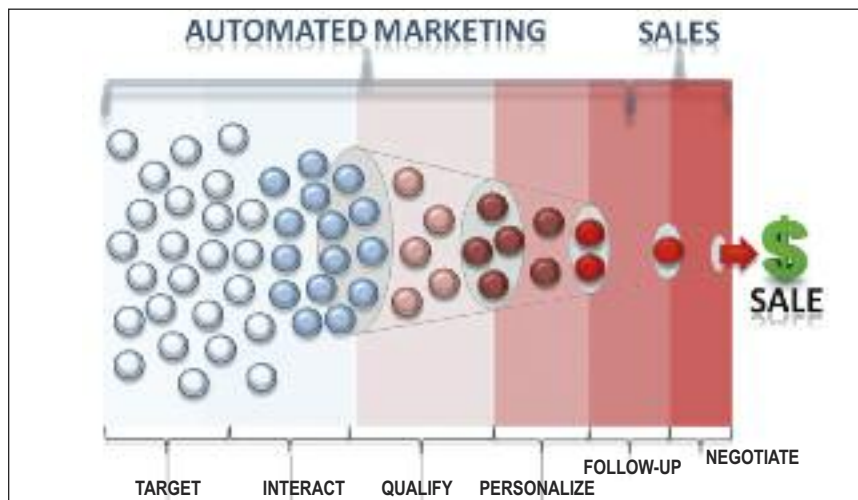 AUTOMATED MARKETING SALES
$
SALE
TARGET INTERACT QUALIFY PERSONALIZE FOLLOW-UP NEGOTIATE